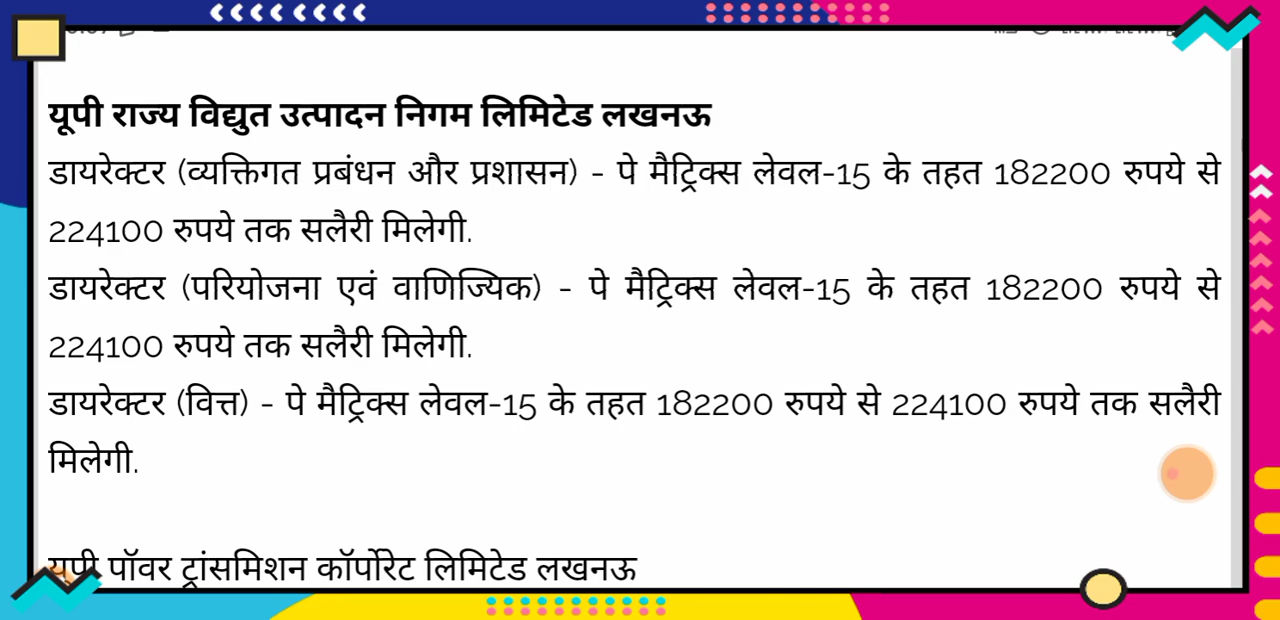 यूपी राज्य विद्युत उत्पादन निगम लिमिटेड लखनऊ
डायरेक्टर (व्यक्तिगत प्रबंधन और प्रशासन) - पे मैट्रिक्स लेवल-15 के तहत 182200 रुपये से
224100 रुपये तक सलैरी मिलेगी.
डायरेक्टर (परियोजना एवं वाणिज्यिक) - पे मैट्रिक्स लेवल-15 के तहत 182200 रुपये से
224100 रुपये तक सलैरी मिलेगी.
डायरेक्टर (वित्त) - पे मैट्रिक्स लेवल-15 के तहत 182200 रुपये से 224100 रुपये तक सलैरी
मिलेगी.
यूपी पॉवर ट्रांसमिशन कॉर्पोरेट लिमिटेड लखनऊ